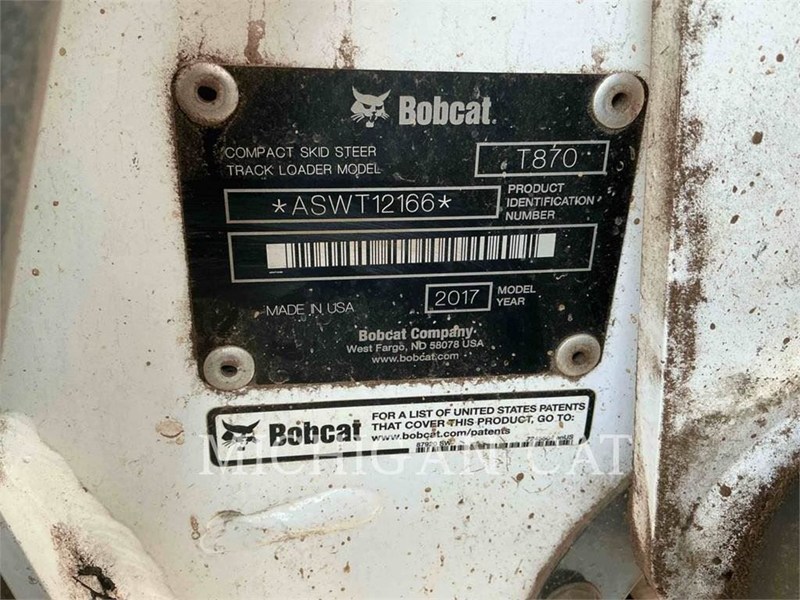 Bobcat
COMPACT SKID STEER
TRACK LOADER MODEL
T870
*ASWT12166*
PRODUCT
IDENTIFICATION
NUMBER
MADE IN USA
2017
MODEL
YEAR
Bobcat Company
West Fargo, ND 58078 USA
www.bobcat.com
Bobcat
FOR A LIST OF UNITED STATES PATENTS
THAT COVER THIS PRODUCT, GO TO:
www.bobcat.com/patents
MICHIGAN CAT